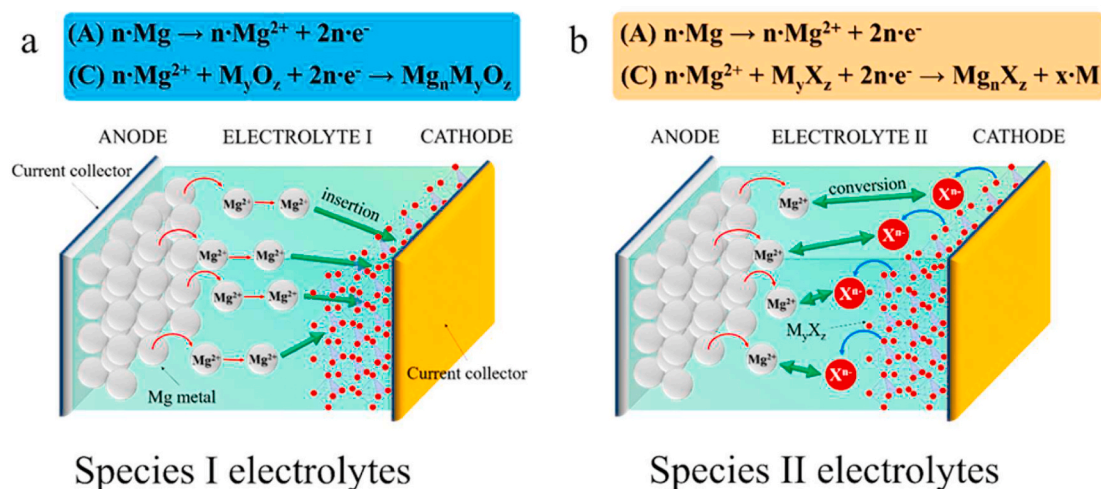 a
(A) n·Mg → n·Mg²⁺ + 2n·e⁻
(C) n·Mg²⁺ + MyOz + 2n·e⁻ → MgnMyOz
ANODE ELECTROLYTE I CATHODE
Current collector
insertion
Mg²⁺ Mg²⁺
Mg²⁺ Mg²⁺
Mg²⁺ Mg²⁺
Mg²⁺ Mg²⁺
Current collector
Mg metal
Species I electrolytes
b
(A) n·Mg → n·Mg²⁺ + 2n·e⁻
(C) n·Mg²⁺ + MyXz + 2n·e⁻ → MgnXz + x·M
ANODE ELECTROLYTE II CATHODE
conversion
Mg²⁺ Xⁿ⁻
Mg²⁺ Xⁿ⁻
Mg²⁺ Xⁿ⁻
MyXz
Mg²⁺ Xⁿ⁻
Species II electrolytes